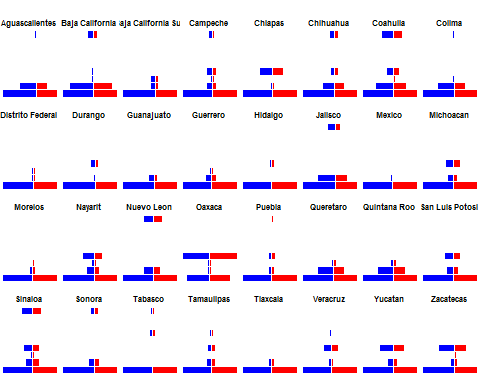 Aguascalientes Baja California Baja California Su Campeche Chiapas Chihuahua Coahuila Colima
Distrito Federal Durango Guanajuato Guerrero Hidalgo Jalisco Mexico Michoacan
Morelos Nayarit Nuevo Leon Oaxaca Puebla Queretaro Quintana Roo San Luis Potosi
Sinaloa Sonora Tabasco Tamaulipas Tlaxcala Veracruz Yucatan Zacatecas